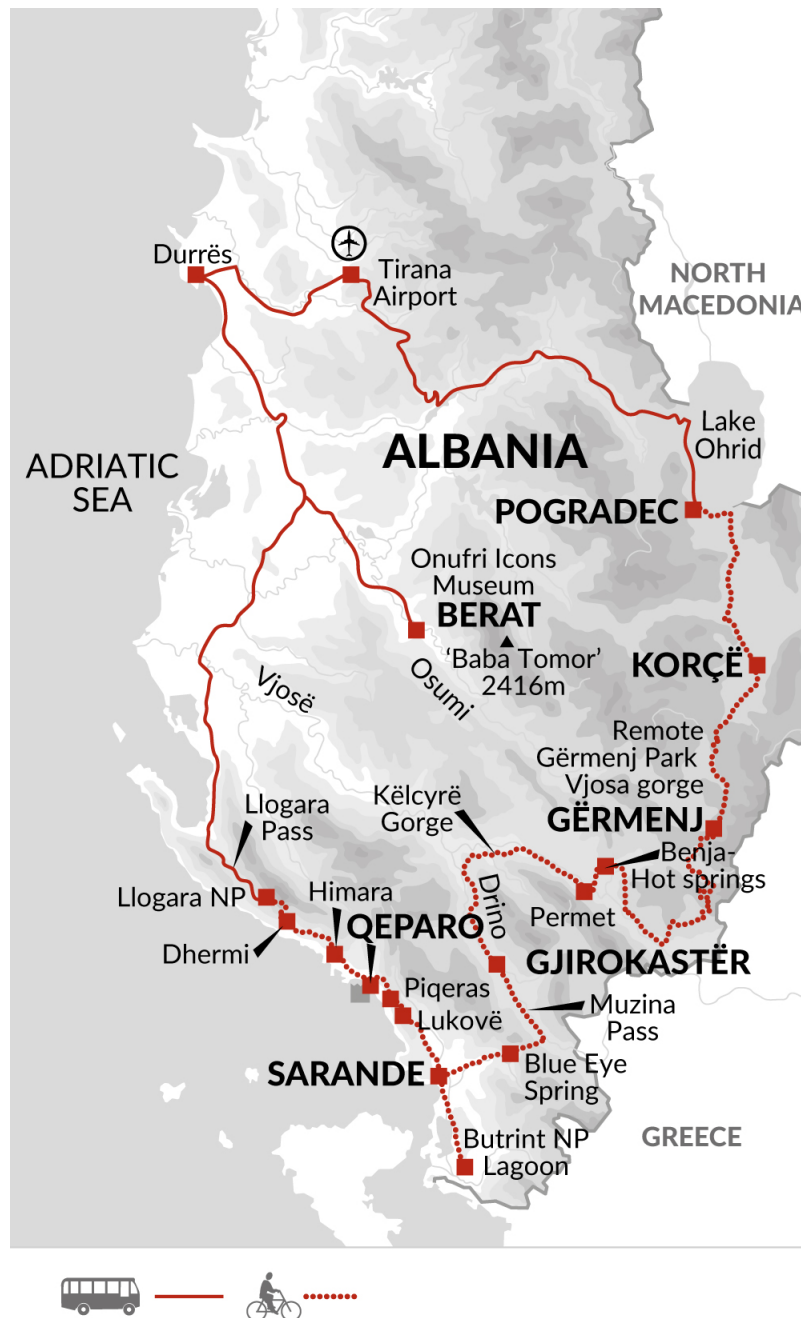 Durrës
Tirana
Airport
NORTH
MACEDONIA
Lake
Ohrid
ADRIATIC
SEA
ALBANIA
POGRADEC
Onufri Icons
Museum
BERAT
'Baba Tomor'
2416m
KORÇË
Osumi
Vjosë
Remote
Gërmenj Park
Vjosa gorge
GËRMENJ
Këlcyrë
Gorge
Llogara
Pass
Benja-
Hot springs
Llogara NP
Himara
Permet
Drino
QEPARO
Dhermi
GJIROKASTËR
Piqeras
Lukovë
Muzina
Pass
SARANDE
Blue Eye
Spring
Butrint NP
Lagoon
GREECE